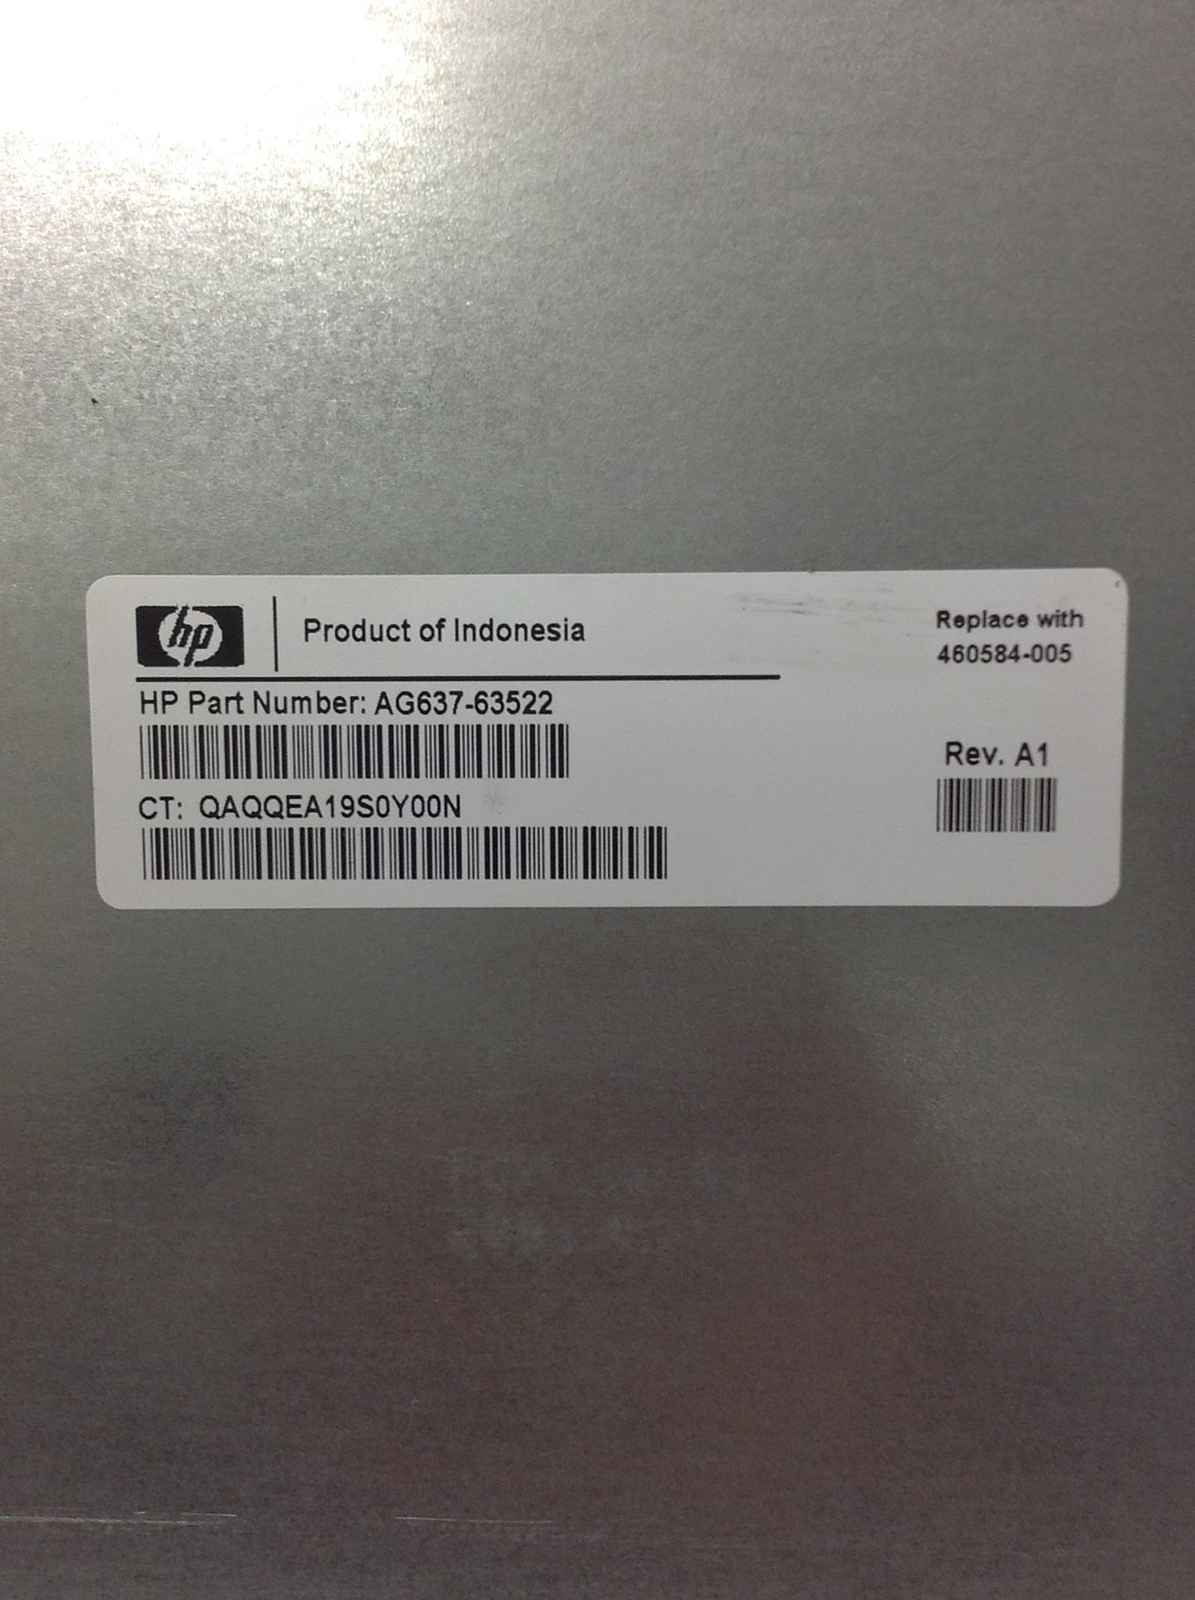 hp
Product of Indonesia
Replace with
460584-005
HP Part Number: AG637-63522
Rev. A1
CT: QAQQEA19S0Y00N